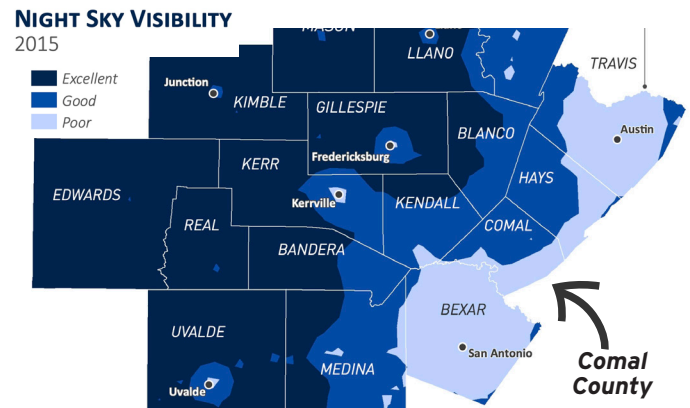 NIGHT SKY VISIBILITY
2015
Excellent
Good
Poor
MASON
LLANO
TRAVIS
Junction
KIMBLE
GILLESPIE
BLANCO
Austin
Fredericksburg
KERR
EDWARDS
HAYS
Kerrville
KENDALL
REAL
COMAL
BANDERA
BEXAR
UVALDE
San Antonio
MEDINA
Uvalde
Comal
County